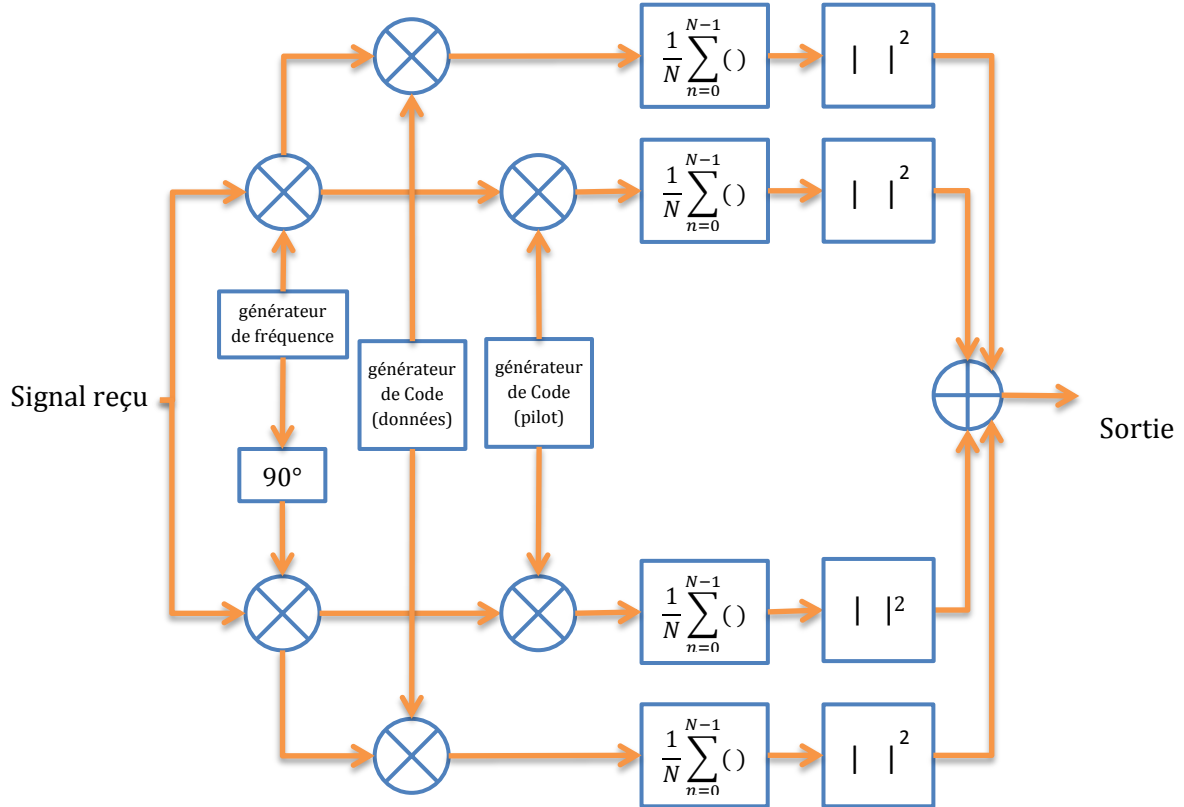 1/N ∑_{n=0}^{N−1} ( )
| |²
1/N ∑_{n=0}^{N−1} ( )
| |²
générateur
de fréquence
générateur
de Code
(données)
générateur
de Code
(pilot)
Signal reçu
Sortie
90°
1/N ∑_{n=0}^{N−1} ( )
| |²
1/N ∑_{n=0}^{N−1} ( )
| |²